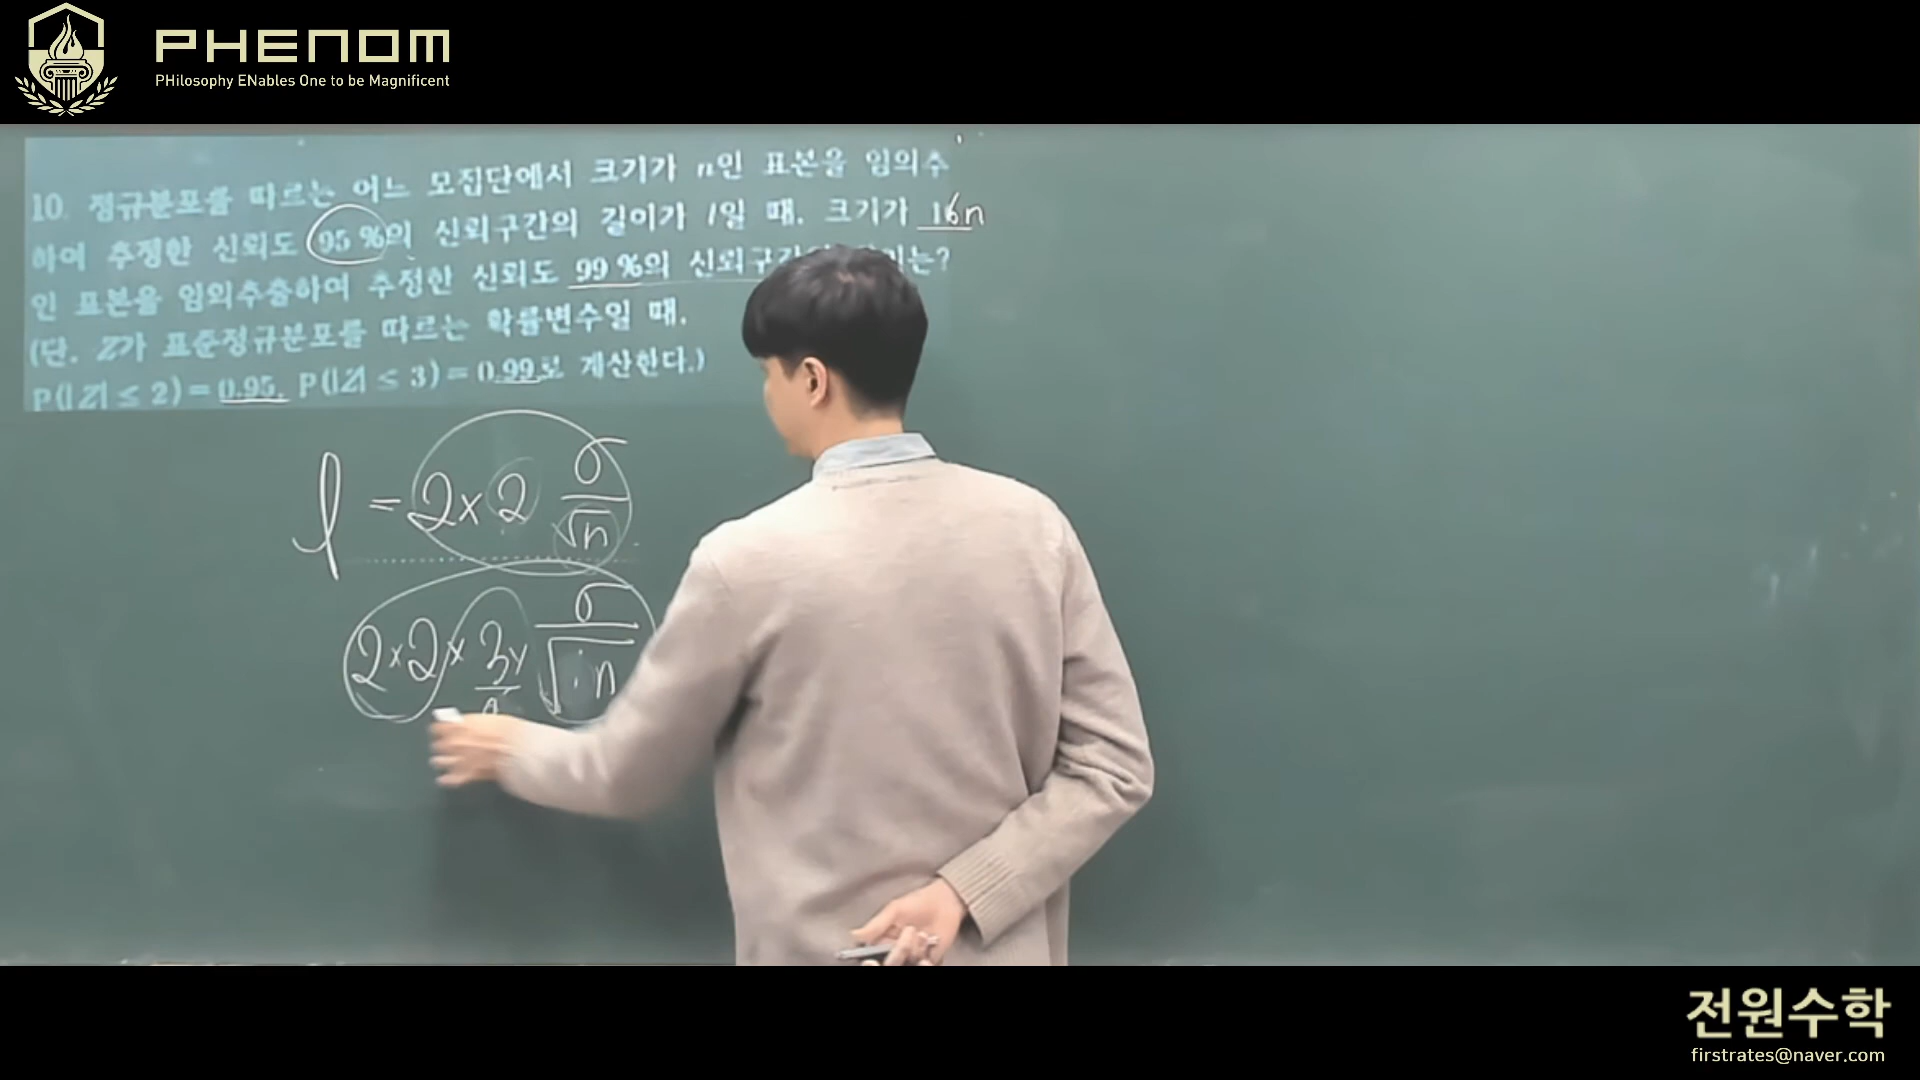 PHENOM
PHilosophy ENables One to be Magnificent
10. 정규분포를 따르는 어느 모집단에서 크기가 n인 표본을 임의추
하여 추정한 신뢰도 95 %의 신뢰구간의 길이가 l일 때, 크기가 16n
인 표본을 임의추출하여 추정한 신뢰도 99 %의 신뢰구간의 는?
(단, Z가 표준정규분포를 따르는 확률변수일 때,
P(|Z| ≤ 2) = 0.95, P(|Z| ≤ 3) = 0.99로 계산한다.)
l = 2 × 2 σ/√n
2 × 2 × 3 × σ/√n
전원수학
firstrates@naver.com